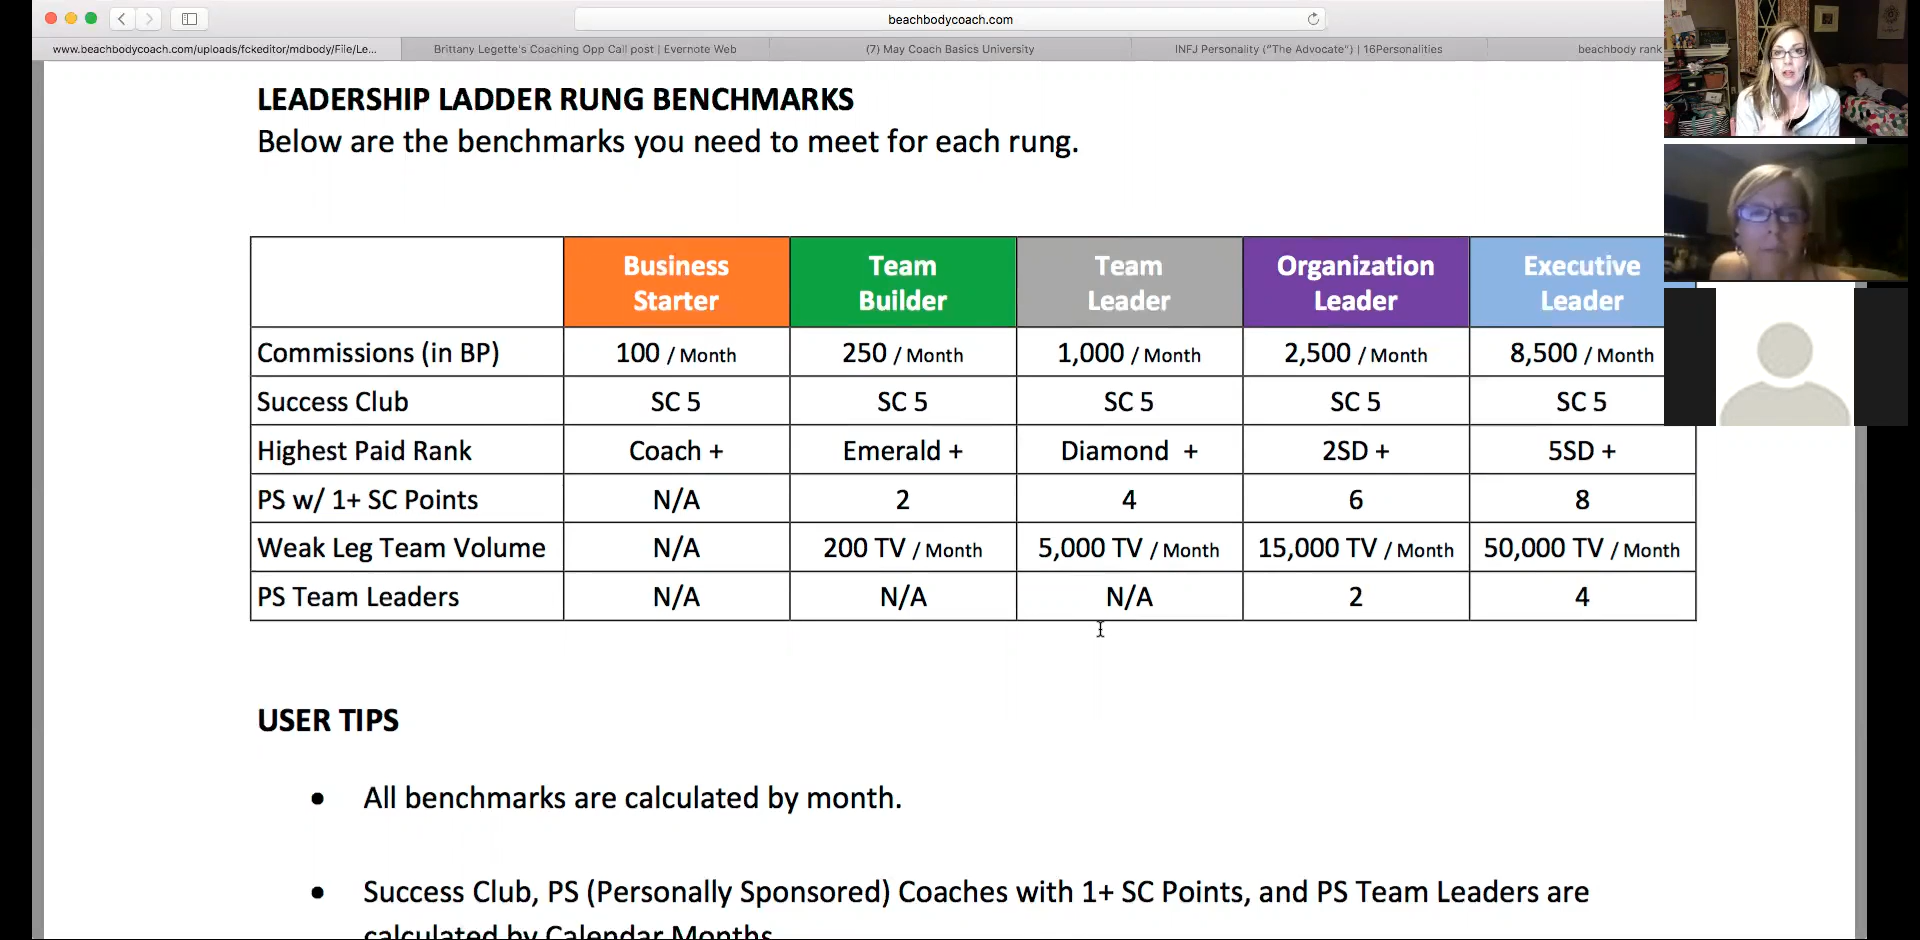 beachbodycoach.com
www.beachbodycoach.com/uploads/fckeditor/mdbody/File/Le... Brittany Legette's Coaching Opp Call post | Evernote Web (7) May Coach Basics University INFJ Personality ("The Advocate") | 16Personalities beachbody rank
LEADERSHIP LADDER RUNG BENCHMARKS
Below are the benchmarks you need to meet for each rung.
Business Starter Team Builder Team Leader Organization Leader Executive Leader
Commissions (in BP) 100 / Month 250 / Month 1,000 / Month 2,500 / Month 8,500 / Month
Success Club SC 5 SC 5 SC 5 SC 5 SC 5
Highest Paid Rank Coach + Emerald + Diamond + 2SD + 5SD +
PS w/ 1+ SC Points N/A 2 4 6 8
Weak Leg Team Volume N/A 200 TV / Month 5,000 TV / Month 15,000 TV / Month 50,000 TV / Month
PS Team Leaders N/A N/A N/A 2 4
USER TIPS
• All benchmarks are calculated by month.
• Success Club, PS (Personally Sponsored) Coaches with 1+ SC Points, and PS Team Leaders are
calculated by Calendar Months